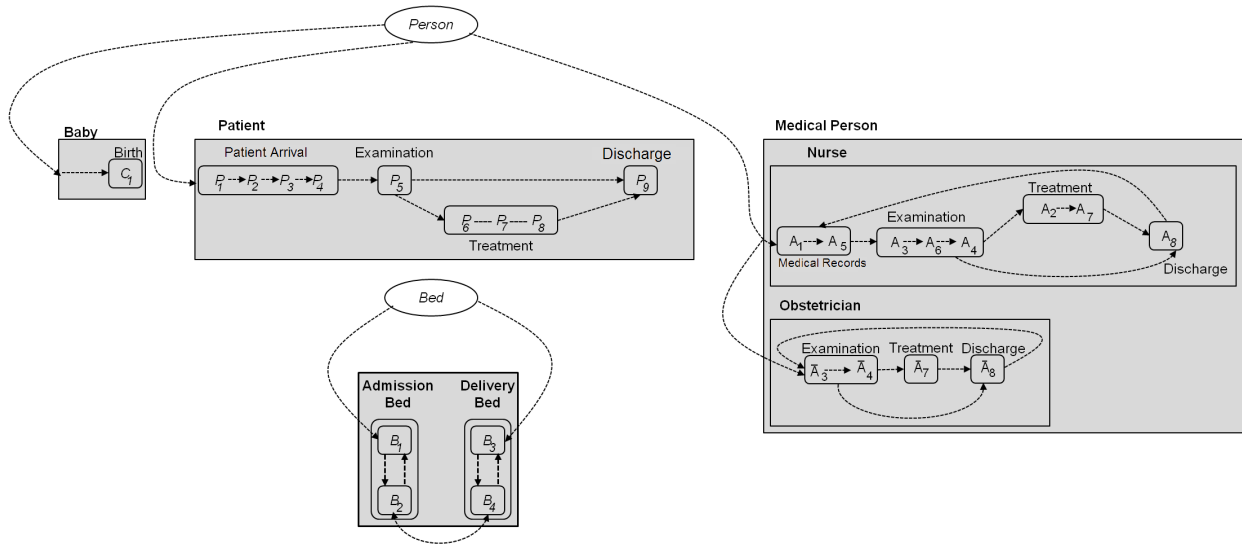 Person
Baby
Birth
C1
Patient
Patient Arrival
P1 P2 P3 P4
Examination
P5
Discharge
P9
P6 P7 P8
Treatment
Medical Person
Nurse
A1 A5
Medical Records
Examination
A3 A6 A4
Treatment
A2 A7
A8
Discharge
Obstetrician
Examination
Ā3 Ā4
Treatment
Ā7
Discharge
Ā8
Bed
Admission
Bed
B1
B2
Delivery
Bed
B3
B4